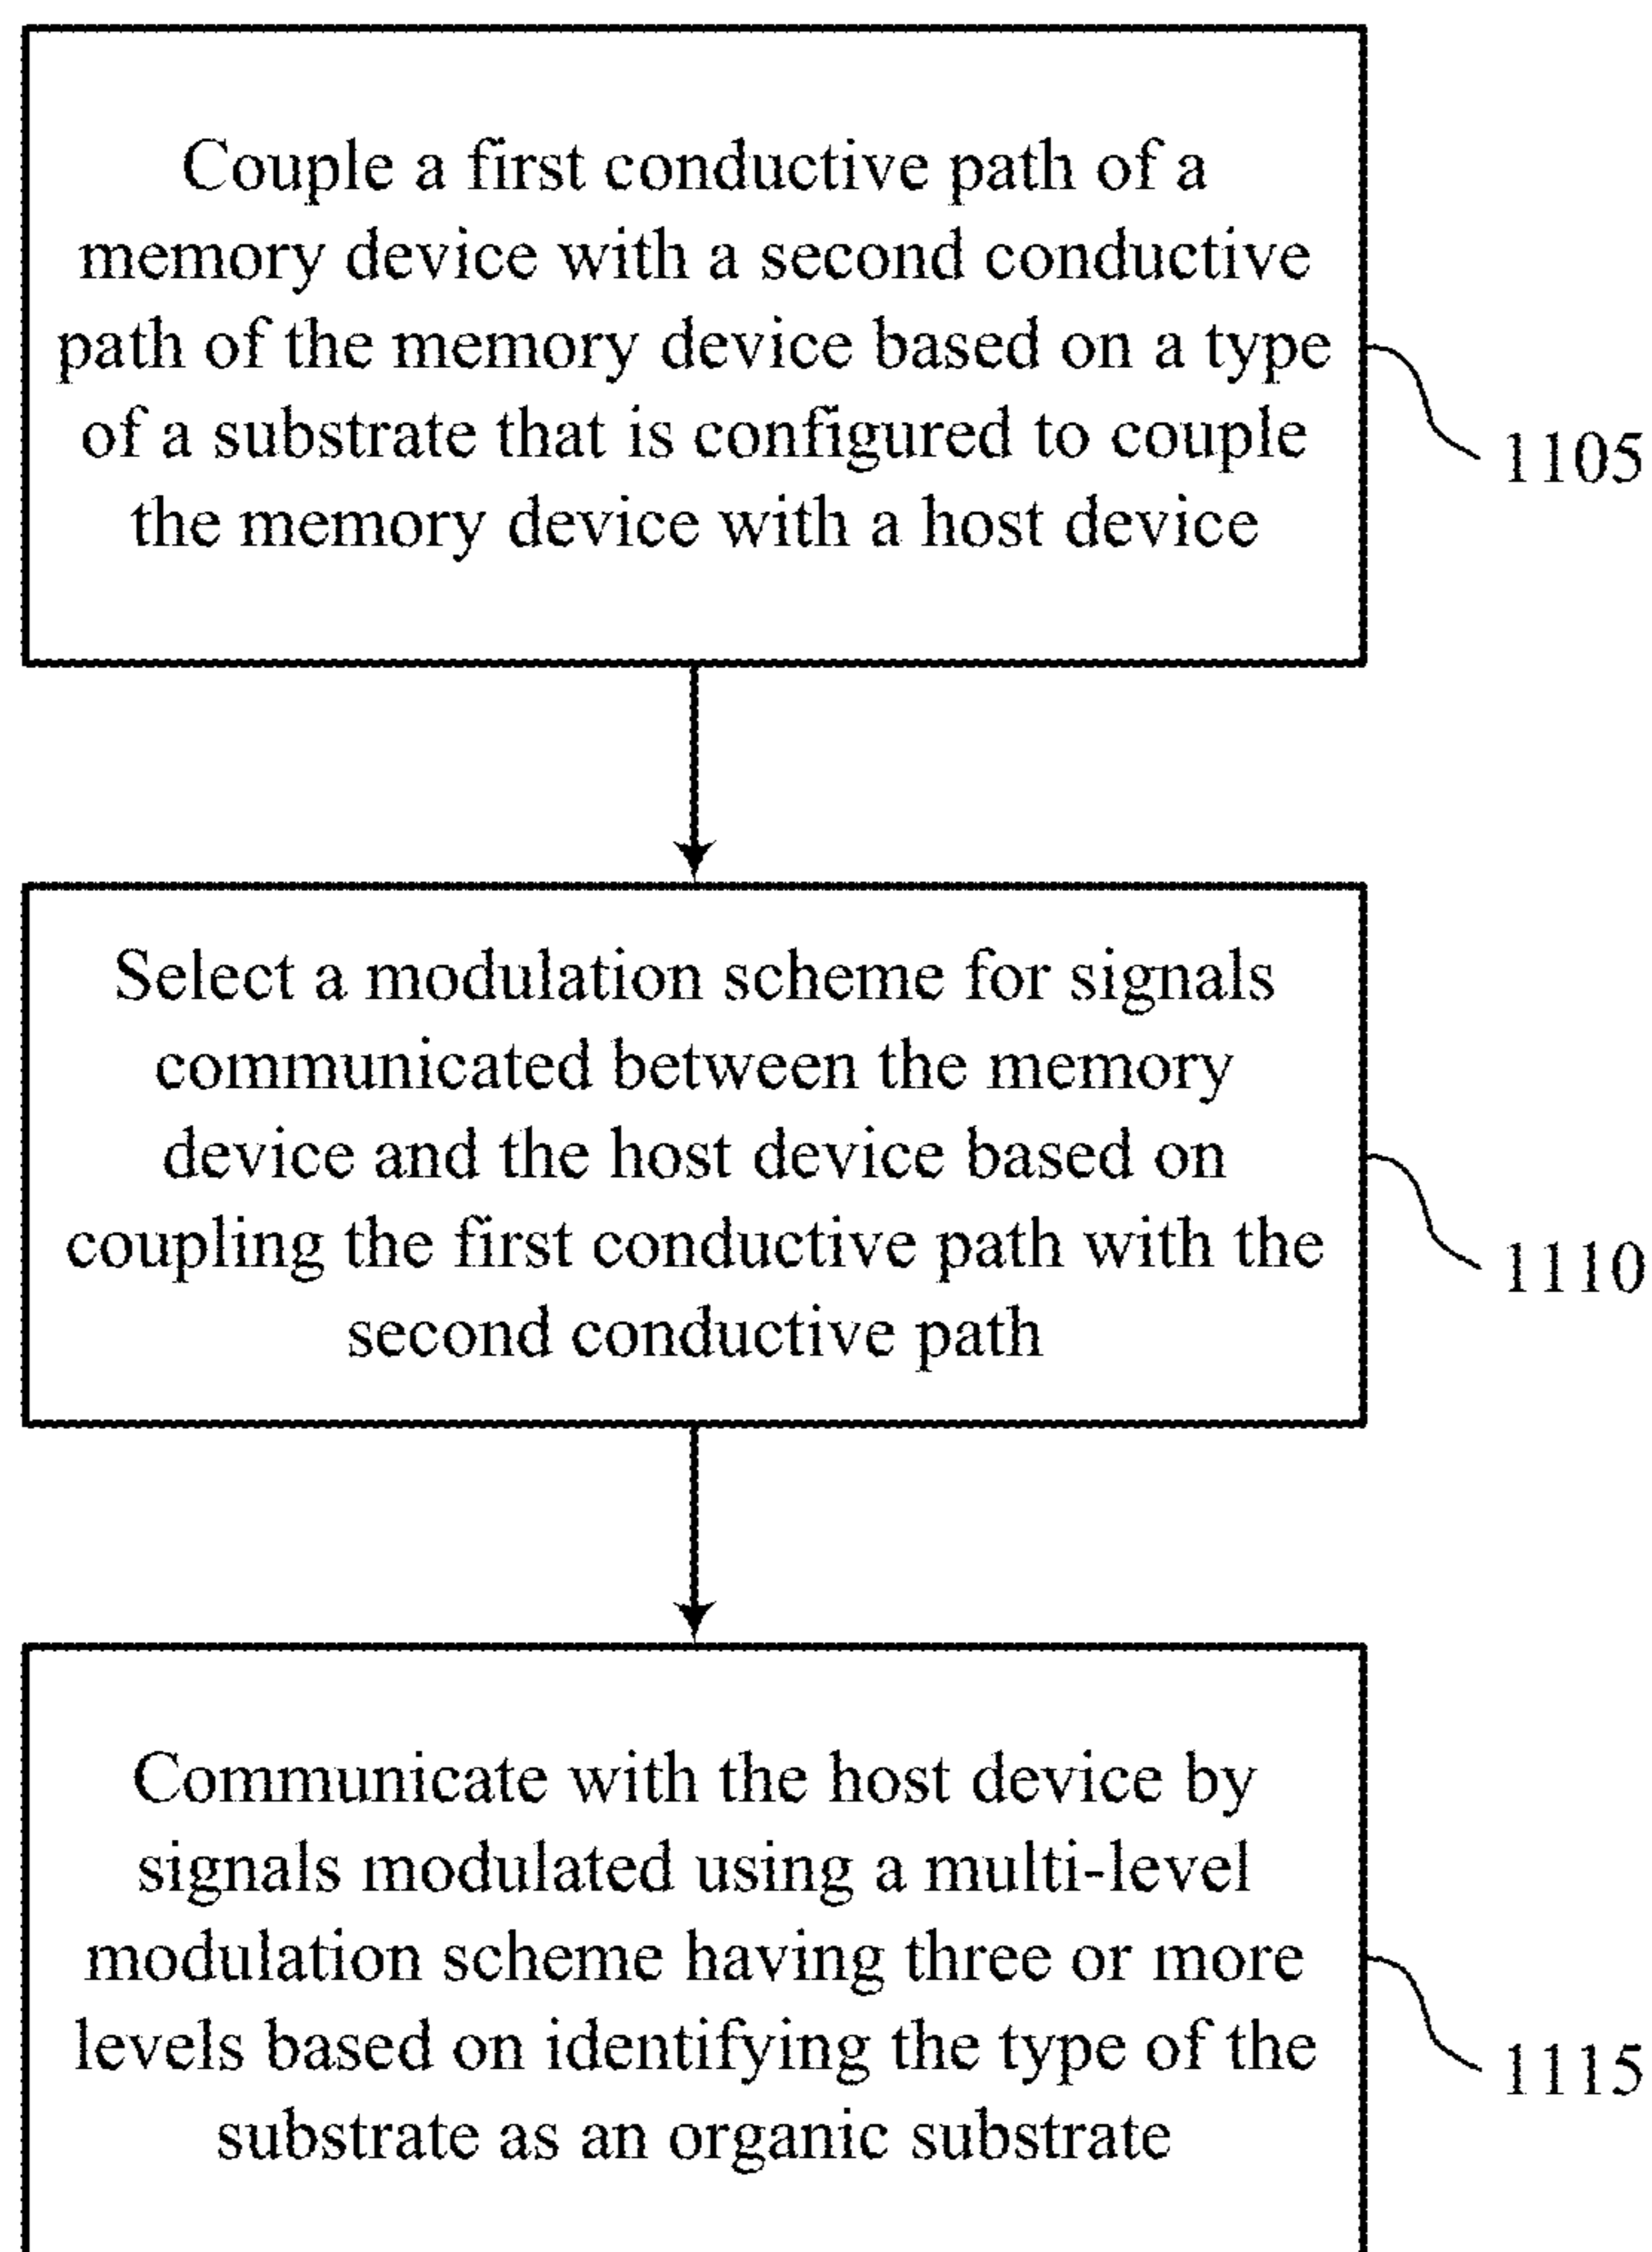 Couple a first conductive path of a
memory device with a second conductive
path of the memory device based on a type
of a substrate that is configured to couple
the memory device with a host device
1105
Select a modulation scheme for signals
communicated between the memory
device and the host device based on
coupling the first conductive path with the
second conductive path
1110
Communicate with the host device by
signals modulated using a multi-level
modulation scheme having three or more
levels based on identifying the type of the
substrate as an organic substrate
1115